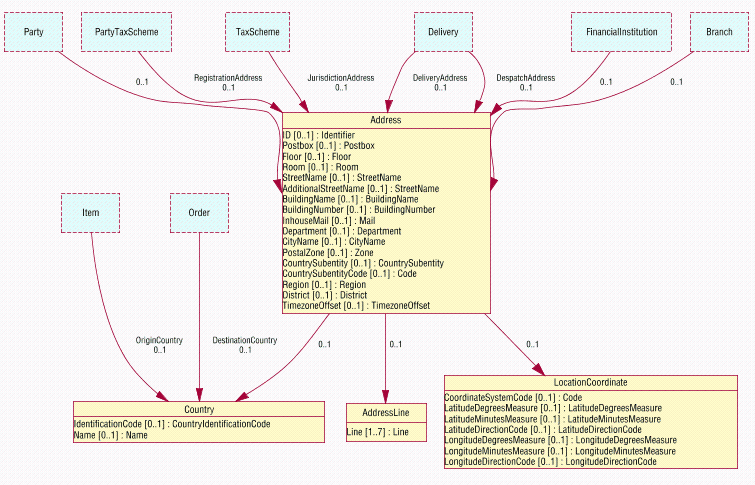 Party
PartyTaxScheme
TaxScheme
Delivery
FinancialInstitution
Branch
0..1
RegistrationAddress
0..1
JurisdictionAddress
0..1
DeliveryAddress
0..1
DespatchAddress
0..1
0..1
0..1
Address
ID [0..1] : Identifier
Postbox [0..1] : Postbox
Floor [0..1] : Floor
Room [0..1] : Room
StreetName [0..1] : StreetName
AdditionalStreetName [0..1] : StreetName
BuildingName [0..1] : BuildingName
BuildingNumber [0..1] : BuildingNumber
InhouseMail [0..1] : Mail
Department [0..1] : Department
CityName [0..1] : CityName
PostalZone [0..1] : Zone
CountrySubentity [0..1] : CountrySubentity
CountrySubentityCode [0..1] : Code
Region [0..1] : Region
District [0..1] : District
TimezoneOffset [0..1] : TimezoneOffset
Item
Order
OriginCountry
0..1
DestinationCountry
0..1
0..1
0..1
0..1
Country
IdentificationCode [0..1] : CountryIdentificationCode
Name [0..1] : Name
AddressLine
Line [1..7] : Line
LocationCoordinate
CoordinateSystemCode [0..1] : Code
LatitudeDegreesMeasure [0..1] : LatitudeDegreesMeasure
LatitudeMinutesMeasure [0..1] : LatitudeMinutesMeasure
LatitudeDirectionCode [0..1] : LatitudeDirectionCode
LongitudeDegreesMeasure [0..1] : LongitudeDegreesMeasure
LongitudeMinutesMeasure [0..1] : LongitudeMinutesMeasure
LongitudeDirectionCode [0..1] : LongitudeDirectionCode